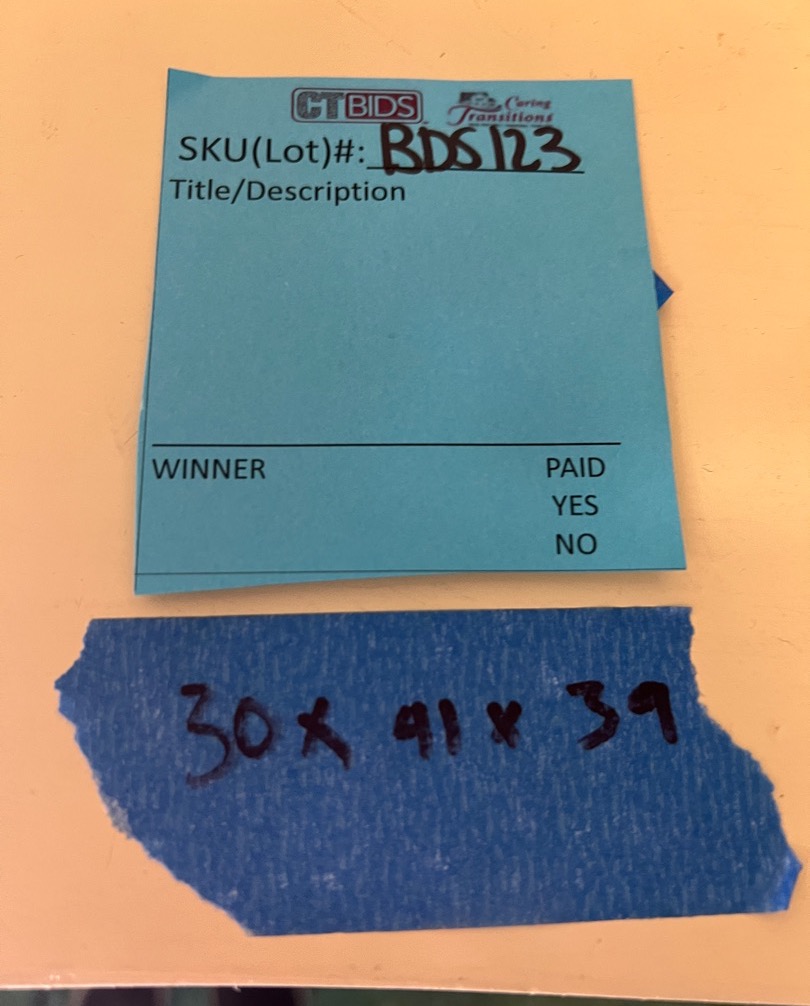 CTBIDS Caring Transitions
SKU(Lot)#: BDS123
Title/Description
WINNER PAID
YES
NO
30 x 41 x 39